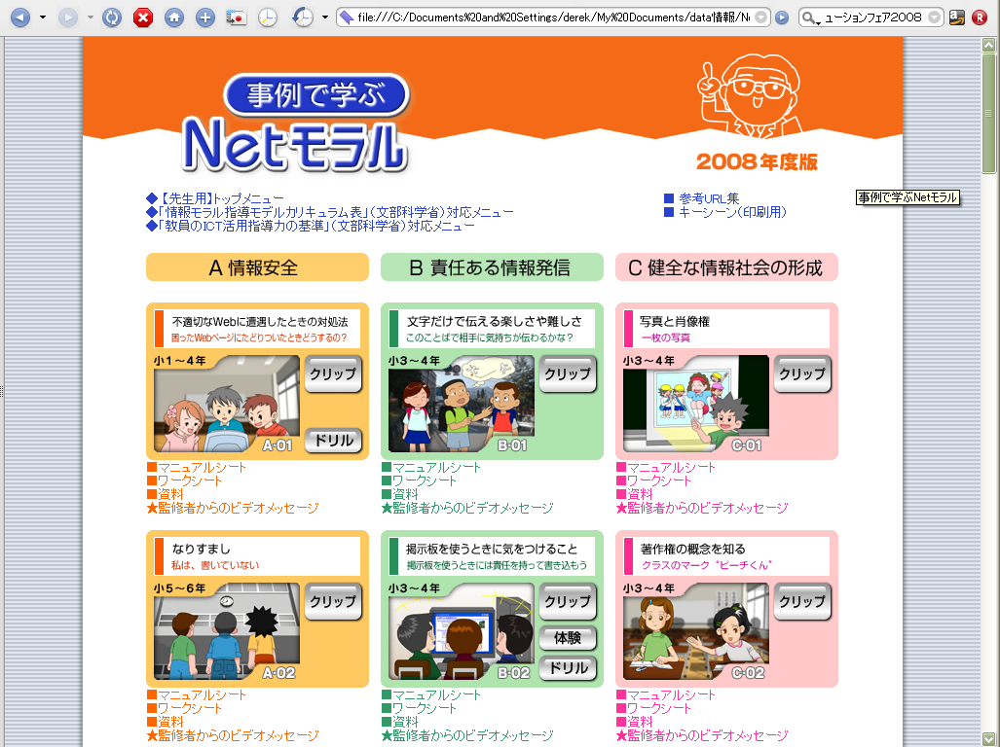 file:///C:/Documents%20and%20Settings/derek/My%20Documents/data情報/N
ューションフェア2008
事例で学ぶ
Netモラル
2008年度版
◆【先生用】トップメニュー
◆「情報モラル指導モデルカリキュラム表」（文部科学省）対応メニュー
◆「教員のICT活用指導力の基準」（文部科学省）対応メニュー
■ 参考URL集
■ キーシーン（印刷用）
事例で学ぶNetモラル
A 情報安全
B 責任ある情報発信
C 健全な情報社会の形成
不適切なWebに遭遇したときの対処法
困ったWebページにたどりついたときどうするの？
小1～4年
クリップ
ドリル
A-01
■マニュアルシート
■ワークシート
■資料
★監修者からのビデオメッセージ
文字だけで伝える楽しさや難しさ
このことばで相手に気持ちが伝わるかな？
小3～4年
クリップ
B-01
■マニュアルシート
■ワークシート
■資料
★監修者からのビデオメッセージ
写真と肖像権
一枚の写真
小3～4年
クリップ
C-01
■マニュアルシート
■ワークシート
■資料
★監修者からのビデオメッセージ
なりすまし
私は、書いていない
小5～6年
クリップ
A-02
■マニュアルシート
■ワークシート
■資料
★監修者からのビデオメッセージ
掲示板を使うときに気をつけること
掲示板を使うときには責任を持って書き込もう
小3～4年
クリップ
体験
ドリル
B-02
■マニュアルシート
■ワークシート
■資料
★監修者からのビデオメッセージ
著作権の概念を知る
クラスのマーク“ピーチくん”
小3～4年
クリップ
C-02
■マニュアルシート
■ワークシート
■資料
★監修者からのビデオメッセージ